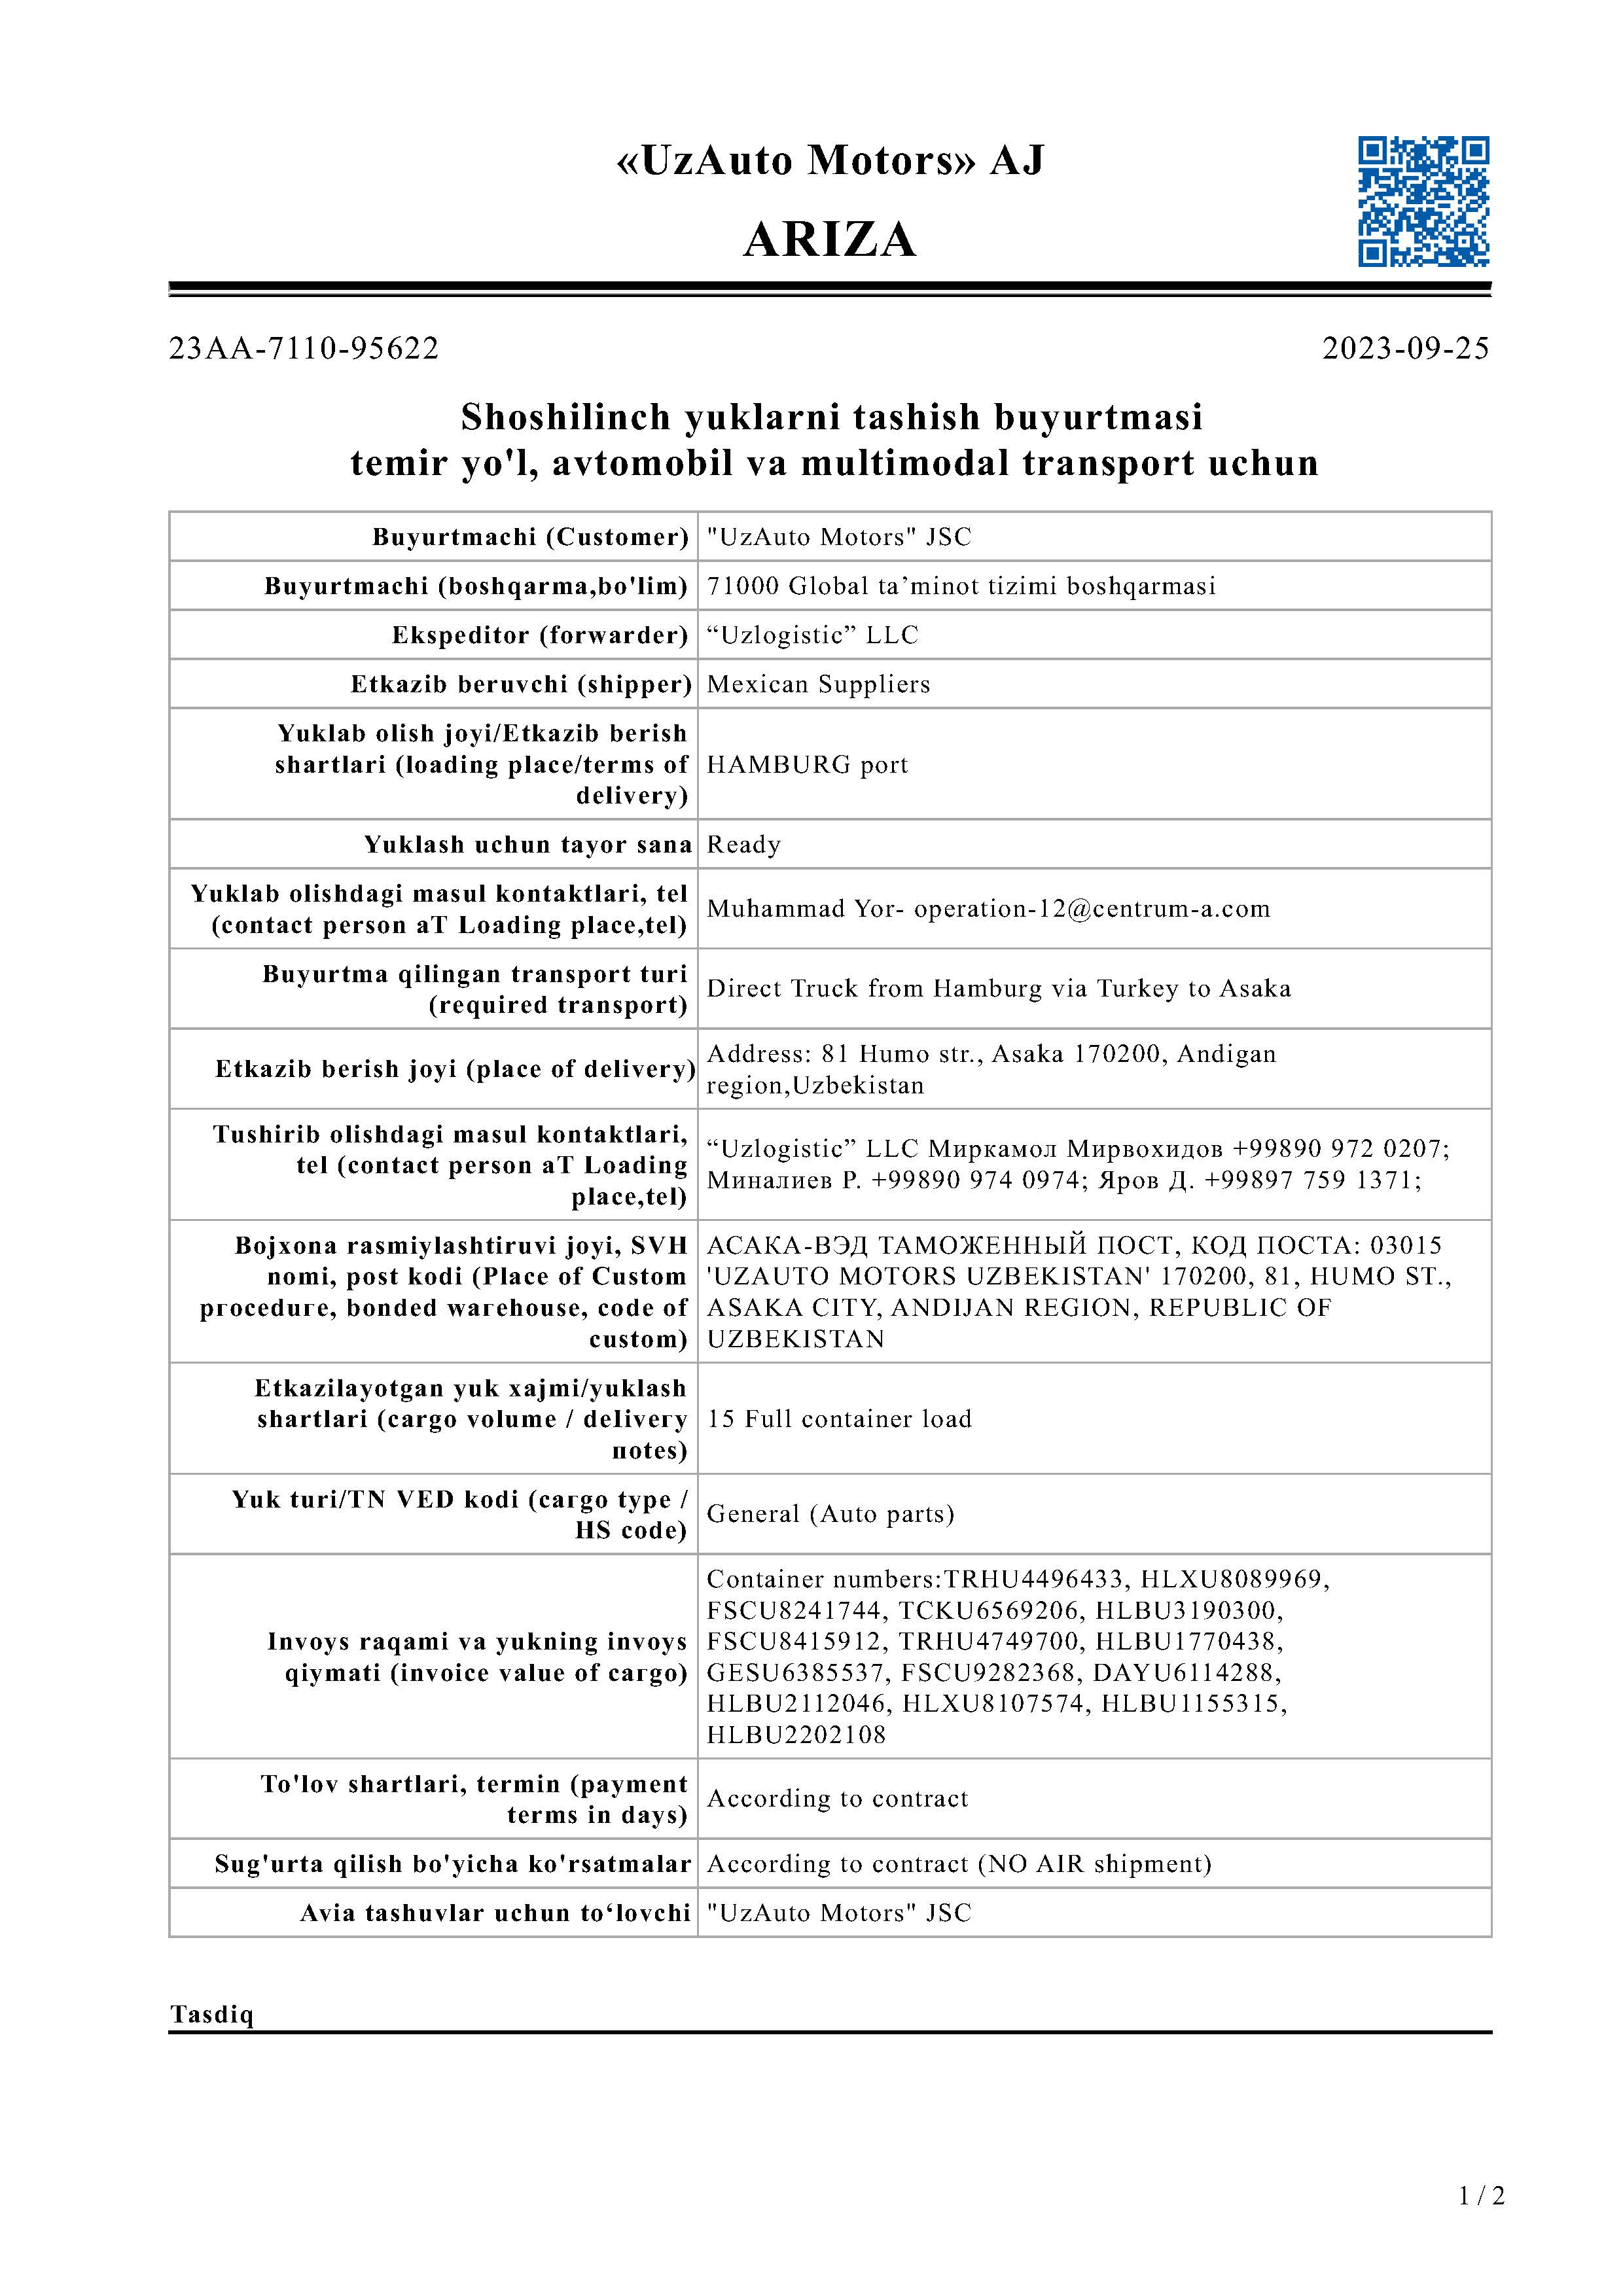 «UzAuto Motors» AJ
ARIZA
23AA-7110-95622
2023-09-25
Shoshilinch yuklarni tashish buyurtmasi
temir yo'l, avtomobil va multimodal transport uchun
Buyurtmachi (Customer)
"UzAuto Motors" JSC
Buyurtmachi (boshqarma,bo'lim)
71000 Global ta’minot tizimi boshqarmasi
Ekspeditor (forwarder)
“Uzlogistic” LLC
Etkazib beruvchi (shipper)
Mexican Suppliers
Yuklab olish joyi/Etkazib berish
shartlari (loading place/terms of
delivery)
HAMBURG port
Yuklash uchun tayor sana
Ready
Yuklab olishdagi masul kontaktlari, tel
(contact person aT Loading place,tel)
Muhammad Yor- operation-12@centrum-a.com
Buyurtma qilingan transport turi
(required transport)
Direct Truck from Hamburg via Turkey to Asaka
Etkazib berish joyi (place of delivery)
Address: 81 Humo str., Asaka 170200, Andigan
region,Uzbekistan
Tushirib olishdagi masul kontaktlari,
tel (contact person aT Loading
place,tel)
“Uzlogistic” LLC Миркамол Мирвохидов +99890 972 0207;
Миналиев Р. +99890 974 0974; Яров Д. +99897 759 1371;
Bojxona rasmiylashtiruvi joyi, SVH
nomi, post kodi (Place of Custom
procedure, bonded warehouse, code of
custom)
АСАКА-ВЭД ТАМОЖЕННЫЙ ПОСТ, КОД ПОСТА: 03015
'UZAUTO MOTORS UZBEKISTAN' 170200, 81, HUMO ST.,
ASAKA CITY, ANDIJAN REGION, REPUBLIC OF
UZBEKISTAN
Etkazilayotgan yuk xajmi/yuklash
shartlari (cargo volume / delivery
notes)
15 Full container load
Yuk turi/TN VED kodi (cargo type /
HS code)
General (Auto parts)
Invoys raqami va yukning invoys
qiymati (invoice value of cargo)
Container numbers:TRHU4496433, HLXU8089969,
FSCU8241744, TCKU6569206, HLBU3190300,
FSCU8415912, TRHU4749700, HLBU1770438,
GESU6385537, FSCU9282368, DAYU6114288,
HLBU2112046, HLXU8107574, HLBU1155315,
HLBU2202108
To'lov shartlari, termin (payment
terms in days)
According to contract
Sug'urta qilish bo'yicha ko'rsatmalar
According to contract (NO AIR shipment)
Avia tashuvlar uchun to‘lovchi
"UzAuto Motors" JSC
Tasdiq
1 / 2